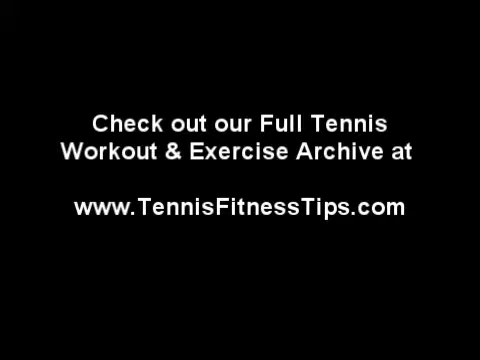 Check out our Full Tennis
Workout & Exercise Archive at
www.TennisFitnessTips.com